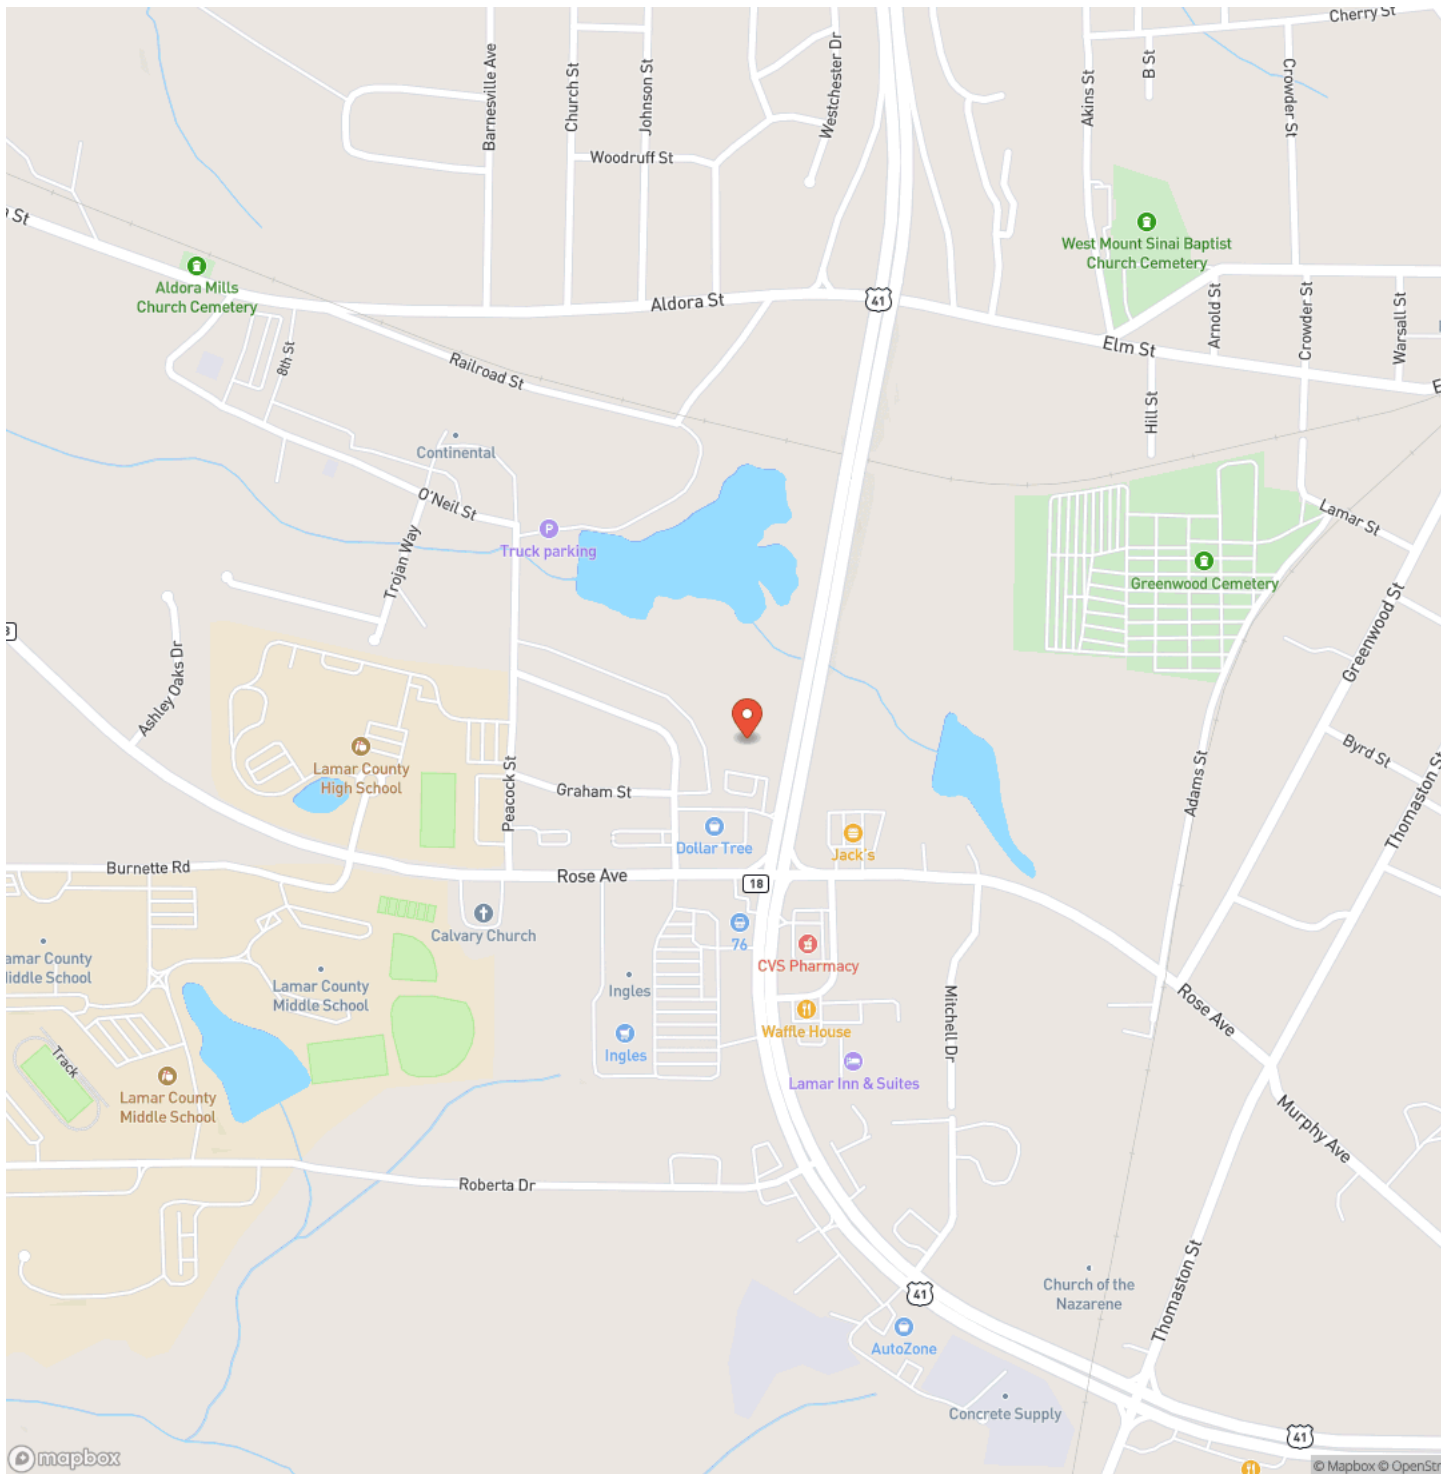 Cherry St
Barnesville Ave
Church St
Johnson St
Westchester Dr
Akins St
B St
Crowder St
Woodruff St
West Mount Sinai Baptist
Church Cemetery
St
Aldora Mills
Church Cemetery
Aldora St
41
Elm St
Arnold St
Crowder St
Warsall St
8th St
Railroad St
Hill St
Continental
O'Neil St
Truck parking
P
Trojan Way
Lamar St
Greenwood Cemetery
Greenwood St
Ashley Oaks Dr
Lamar County
High School
Peacock St
Graham St
Adams St
Byrd St
Thomaston St
Dollar Tree
Jack's
Burnette Rd
Rose Ave
18
Calvary Church
76
CVS Pharmacy
amar County
iddle School
Lamar County
Middle School
Ingles
Ingles
Waffle House
Mitchell Dr
Rose Ave
Lamar Inn & Suites
Track
Lamar County
Middle School
Murphy Ave
Roberta Dr
Church of the
Nazarene
41
Thomaston St
AutoZone
Concrete Supply
41
mapbox
© Mapbox © OpenStr